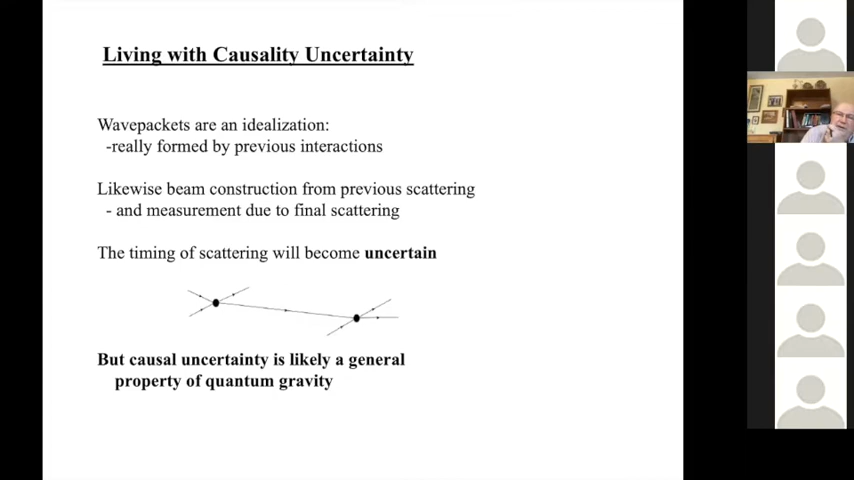 Living with Causality Uncertainty
Wavepackets are an idealization:
-really formed by previous interactions
Likewise beam construction from previous scattering
- and measurement due to final scattering
The timing of scattering will become uncertain
But causal uncertainty is likely a general
property of quantum gravity